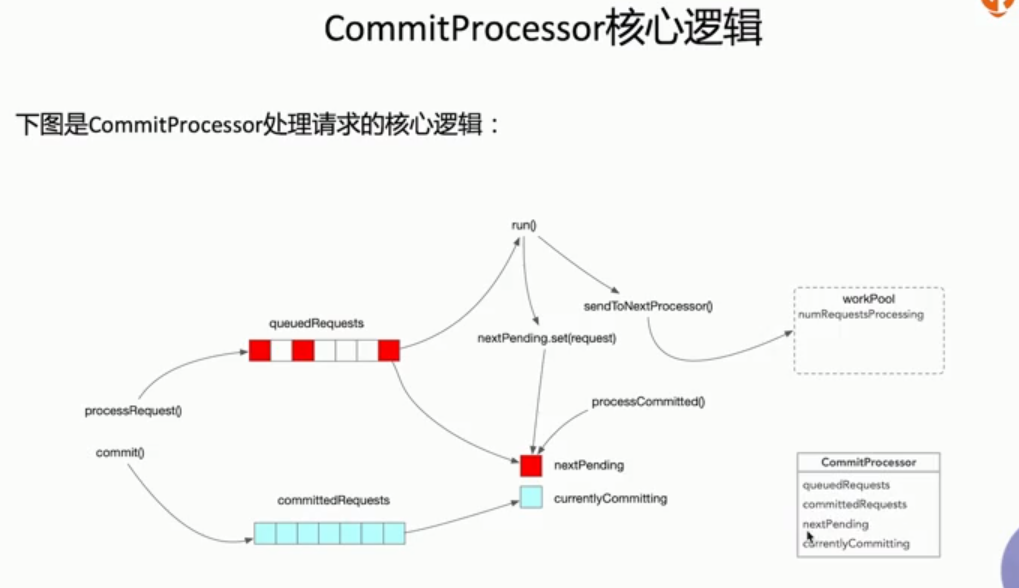 CommitProcessor核心逻辑
下图是CommitProcessor处理请求的核心逻辑：
run()
sendToNextProcessor()
workPool
numRequestsProcessing
queuedRequests
nextPending.set(request)
processRequest()
processCommitted()
commit()
nextPending
committedRequests
currentlyCommitting
CommitProcessor
queuedRequests
committedRequests
nextPending
currentlyCommitting